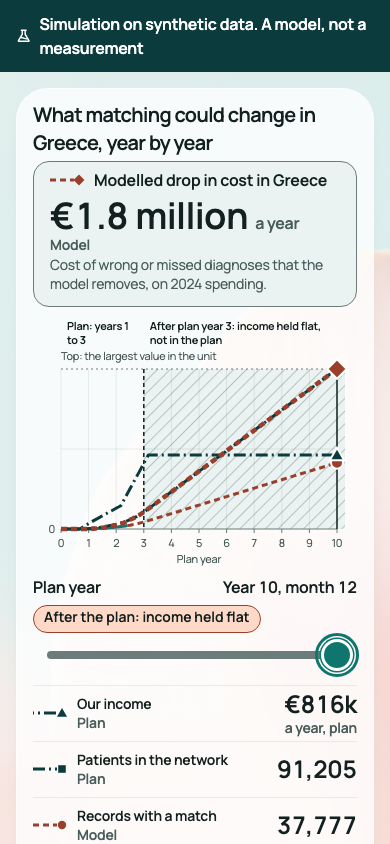 Simulation on synthetic data. A model, not a
measurement
What matching could change in
Greece, year by year
Modelled drop in cost in Greece
€1.8 million a year
Model
Cost of wrong or missed diagnoses that the
model removes, on 2024 spending.
Plan: years 1
to 3
After plan year 3: income held flat,
not in the plan
Top: the largest value in the unit
0
0 1 2 3 4 5 6 7 8 9 10
Plan year
Plan year Year 10, month 12
After the plan: income held flat
Our income €816k
Plan a year, plan
Patients in the network 91,205
Plan
Records with a match 37,777
Model